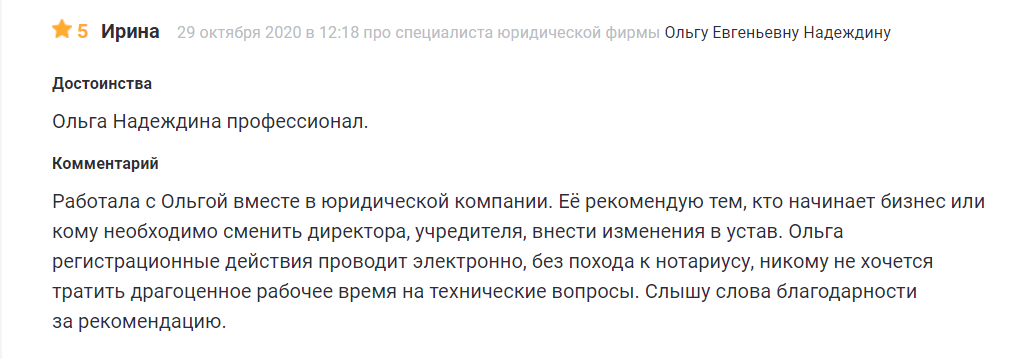 5 Ирина 29 октября 2020 в 12:18 про специалиста юридической фирмы Ольгу Евгеньевну Надеждину
Достоинства
Ольга Надеждина профессионал.
Комментарий
Работала с Ольгой вместе в юридической компании. Её рекомендую тем, кто начинает бизнес или
кому необходимо сменить директора, учредителя, внести изменения в устав. Ольга
регистрационные действия проводит электронно, без похода к нотариусу, никому не хочется
тратить драгоценное рабочее время на технические вопросы. Слышу слова благодарности
за рекомендацию.